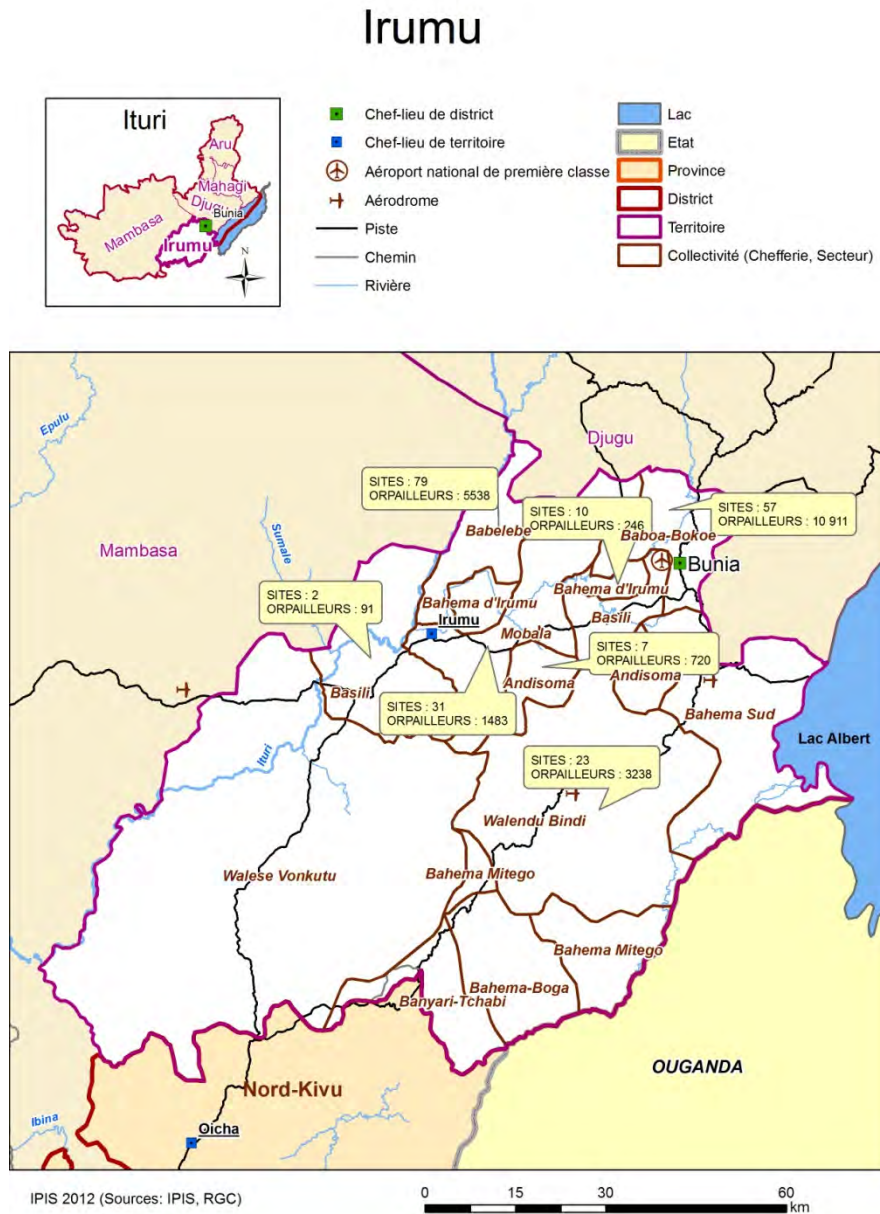 Irumu
Ituri
Aru
Mahagi
Djugu
Bunia
Mambasa
Irumu
N
Chef-lieu de district
Chef-lieu de territoire
Aéroport national de première classe
Aérodrome
Piste
Chemin
Rivière
Lac
Etat
Province
District
Territoire
Collectivité (Chefferie, Secteur)
Epulu
Djugu
SITES : 79
ORPAILLEURS : 5538
SITES : 10
ORPAILLEURS : 246
SITES : 57
ORPAILLEURS : 10 911
Sumale
Babelebe
Baboa-Bokoe
Mambasa
Bunia
SITES : 2
ORPAILLEURS : 91
Bahema d'Irumu
Bahema d'Irumu
Irumu
Basili
Mobala
SITES : 7
ORPAILLEURS : 720
Basili
Andisoma
Andisoma
SITES : 31
ORPAILLEURS : 1483
Bahema Sud
Lac Albert
Ituri
SITES : 23
ORPAILLEURS : 3238
Walendu Bindi
Walese Vonkutu
Bahema Mitego
Bahema Mitego
Bahema-Boga
Banyari-Tchabi
OUGANDA
Nord-Kivu
Ibina
Oicha
IPIS 2012 (Sources: IPIS, RGC)
0 15 30 60
km